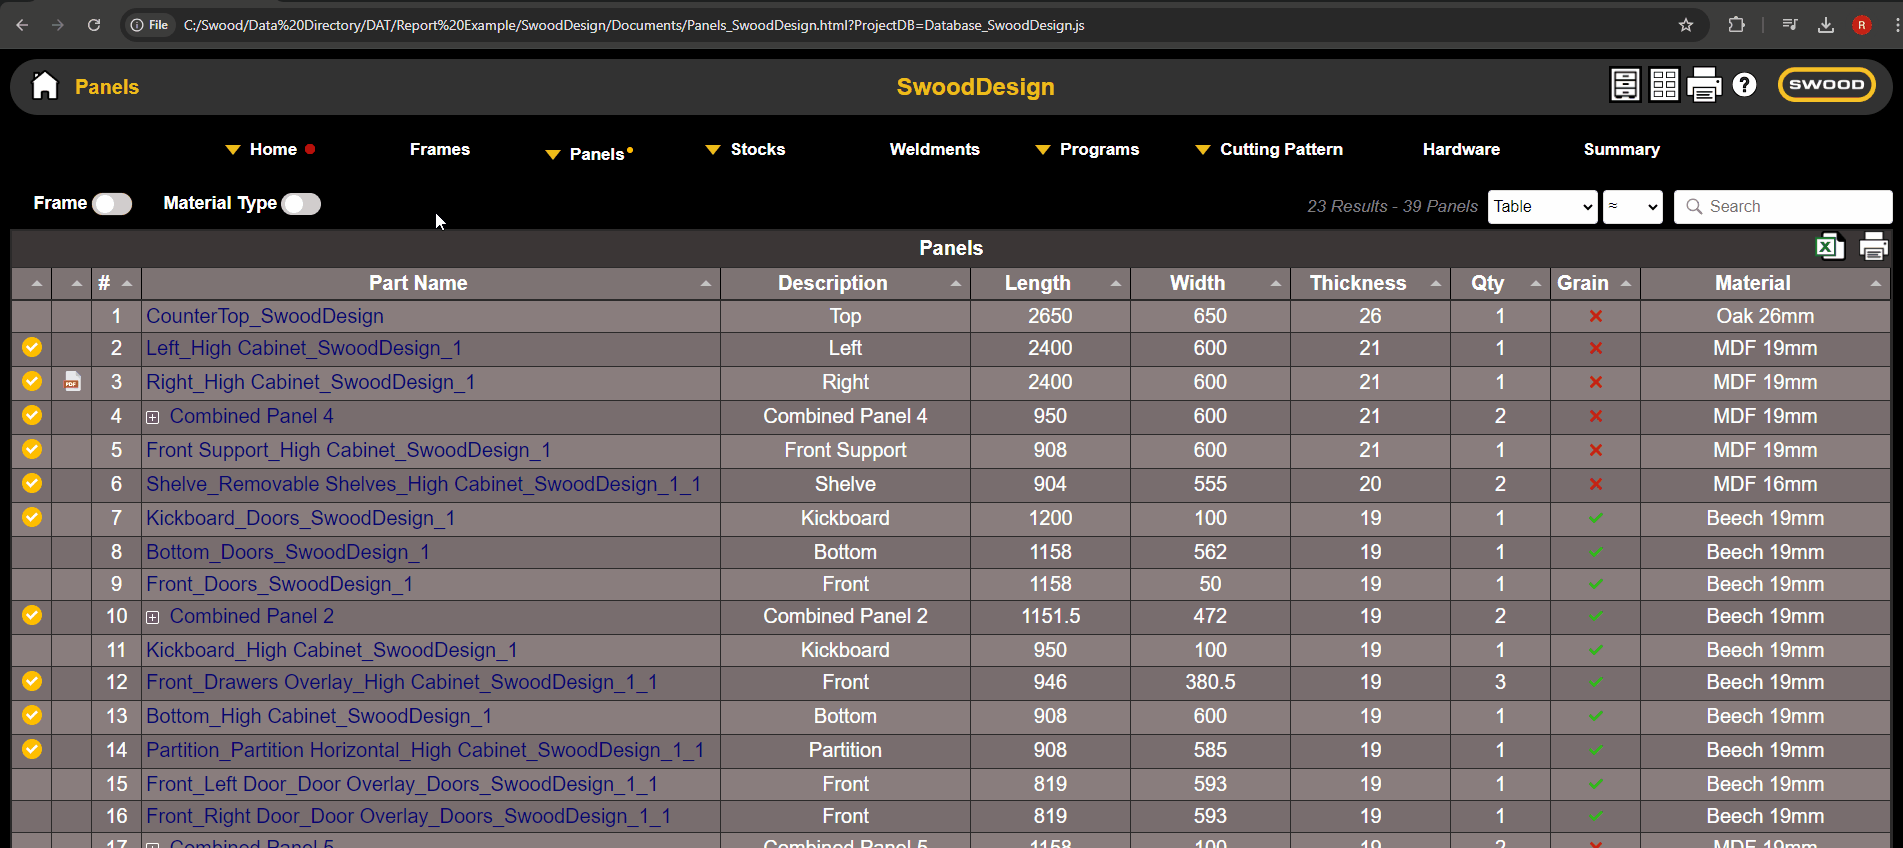 File C:/Swood/Data%20Directory/DAT/Report%20Example/SwoodDesign/Documents/Panels_SwoodDesign.html?ProjectDB=Database_SwoodDesign.js R
Panels SwoodDesign ? SWOOD
Home Frames Panels Stocks Weldments Programs Cutting Pattern Hardware Summary
Frame Material Type 23 Results - 39 Panels Table ≈ Search
Panels
# Part Name Description Length Width Thickness Qty Grain Material
1 CounterTop_SwoodDesign Top 2650 650 26 1 Oak 26mm
2 Left_High Cabinet_SwoodDesign_1 Left 2400 600 21 1 MDF 19mm
PDF 3 Right_High Cabinet_SwoodDesign_1 Right 2400 600 21 1 MDF 19mm
4 Combined Panel 4 Combined Panel 4 950 600 21 2 MDF 19mm
5 Front Support_High Cabinet_SwoodDesign_1 Front Support 908 600 21 1 MDF 19mm
6 Shelve_Removable Shelves_High Cabinet_SwoodDesign_1_1 Shelve 904 555 20 2 MDF 16mm
7 Kickboard_Doors_SwoodDesign_1 Kickboard 1200 100 19 1 Beech 19mm
8 Bottom_Doors_SwoodDesign_1 Bottom 1158 562 19 1 Beech 19mm
9 Front_Doors_SwoodDesign_1 Front 1158 50 19 1 Beech 19mm
10 Combined Panel 2 Combined Panel 2 1151.5 472 19 2 Beech 19mm
11 Kickboard_High Cabinet_SwoodDesign_1 Kickboard 950 100 19 1 Beech 19mm
12 Front_Drawers Overlay_High Cabinet_SwoodDesign_1_1 Front 946 380.5 19 3 Beech 19mm
13 Bottom_High Cabinet_SwoodDesign_1 Bottom 908 600 19 1 Beech 19mm
14 Partition_Partition Horizontal_High Cabinet_SwoodDesign_1_1 Partition 908 585 19 1 Beech 19mm
15 Front_Left Door_Door Overlay_Doors_SwoodDesign_1_1 Front 819 593 19 1 Beech 19mm
16 Front_Right Door_Door Overlay_Doors_SwoodDesign_1_1 Front 819 593 19 1 Beech 19mm
17 Combined Panel 5 Combined Panel 5 1158 100 19 2 MDF 19mm